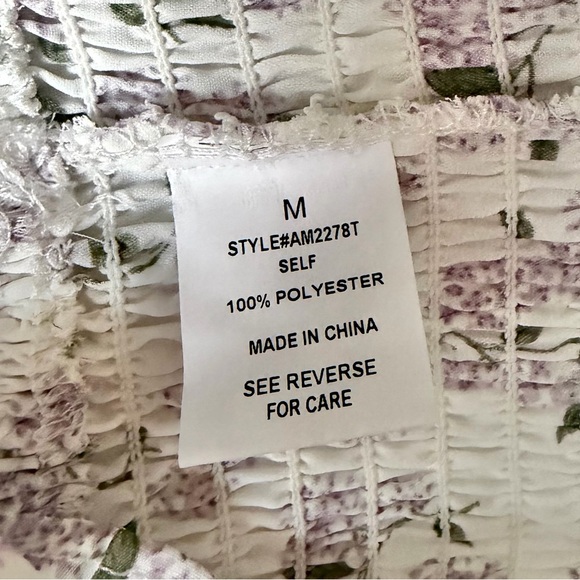 M
STYLE#AM2278T
SELF
100% POLYESTER
MADE IN CHINA
SEE REVERSE
FOR CARE